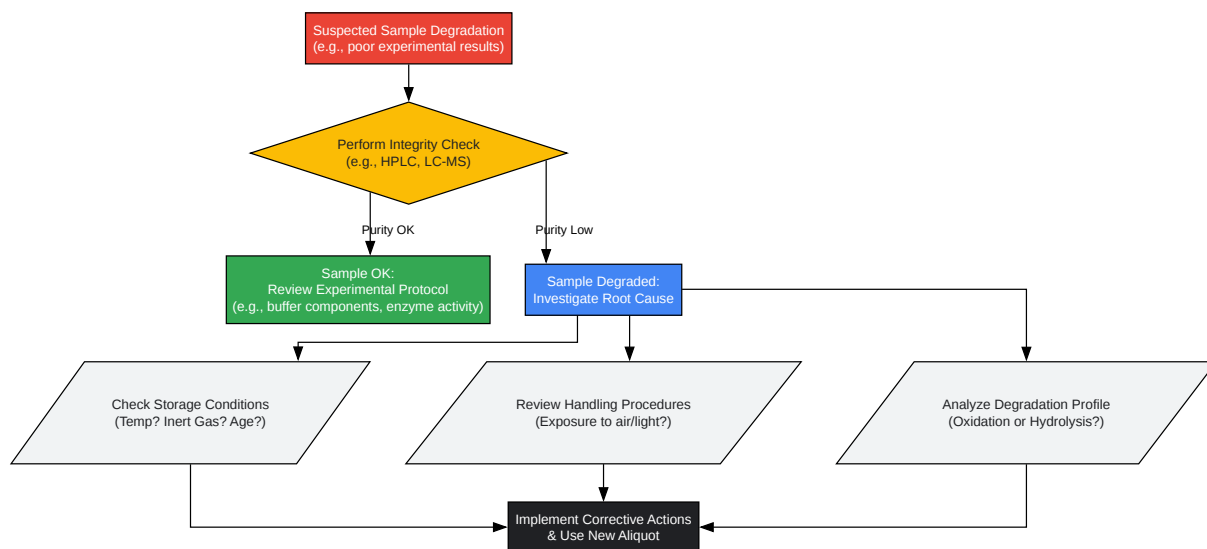 Suspected Sample Degradation
(e.g., poor experimental results)
Perform Integrity Check
(e.g., HPLC, LC-MS)
Purity OK
Purity Low
Sample OK:
Review Experimental Protocol
(e.g., buffer components, enzyme activity)
Sample Degraded:
Investigate Root Cause
Check Storage Conditions
(Temp? Inert Gas? Age?)
Review Handling Procedures
(Exposure to air/light?)
Analyze Degradation Profile
(Oxidation or Hydrolysis?)
Implement Corrective Actions
& Use New Aliquot